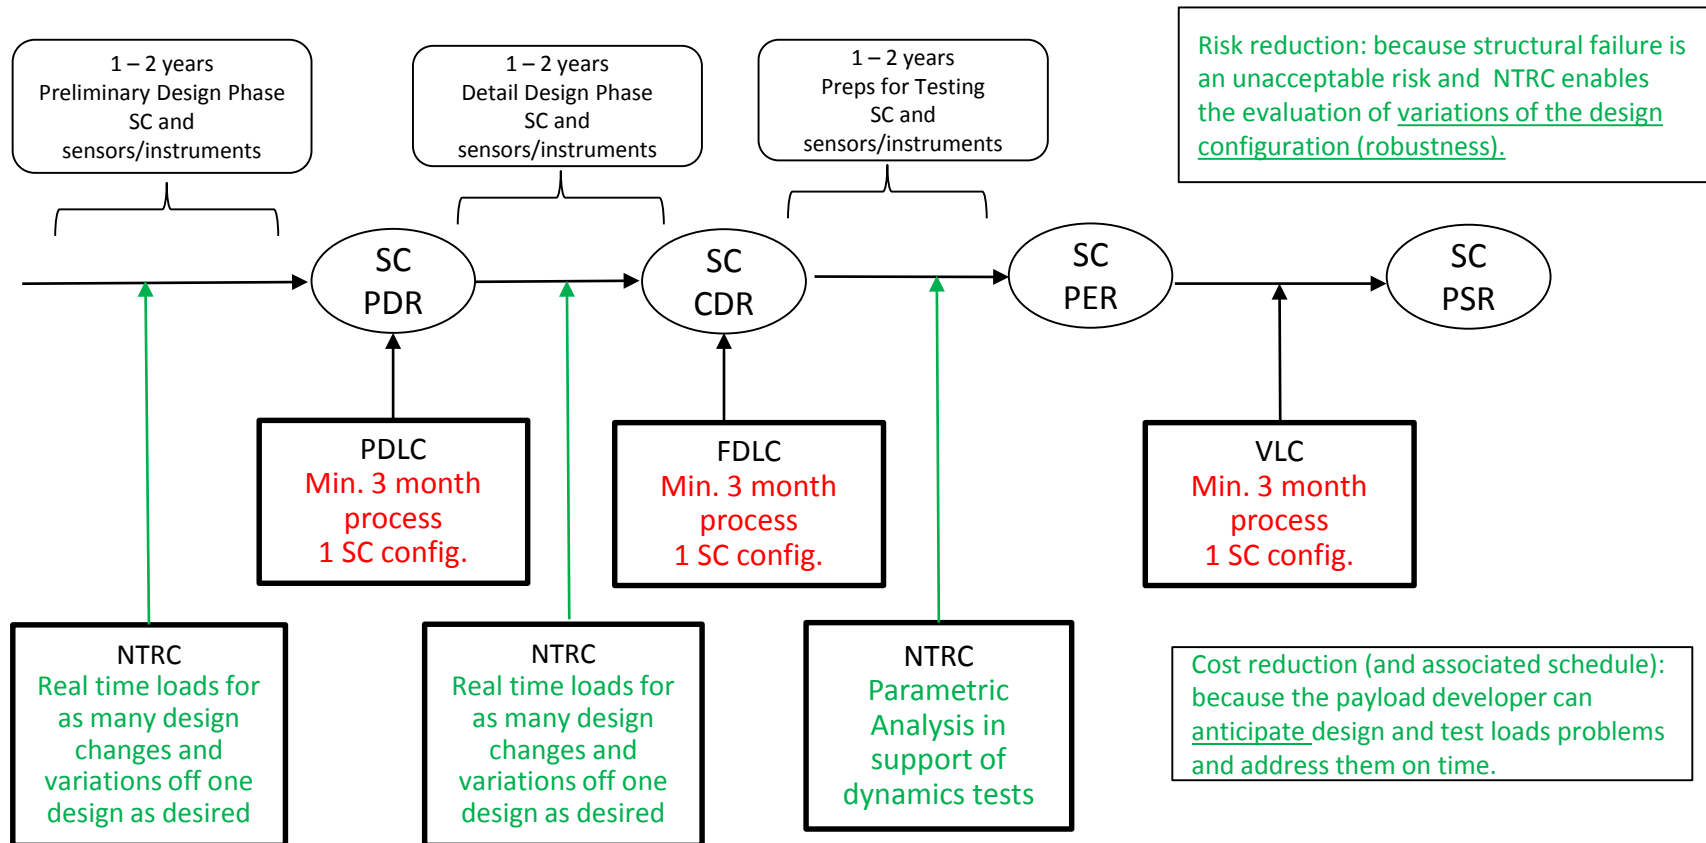 1 – 2 years
Preliminary Design Phase
SC and
sensors/instruments
1 – 2 years
Detail Design Phase
SC and
sensors/instruments
1 – 2 years
Preps for Testing
SC and
sensors/instruments
Risk reduction: because structural failure is
an unacceptable risk and NTRC enables
the evaluation of variations of the design
configuration (robustness).
SC
PDR
SC
CDR
SC
PER
SC
PSR
PDLC
Min. 3 month
process
1 SC config.
FDLC
Min. 3 month
process
1 SC config.
VLC
Min. 3 month
process
1 SC config.
NTRC
Real time loads for
as many design
changes and
variations off one
design as desired
NTRC
Real time loads for
as many design
changes and
variations off one
design as desired
NTRC
Parametric
Analysis in
support of
dynamics tests
Cost reduction (and associated schedule):
because the payload developer can
anticipate design and test loads problems
and address them on time.